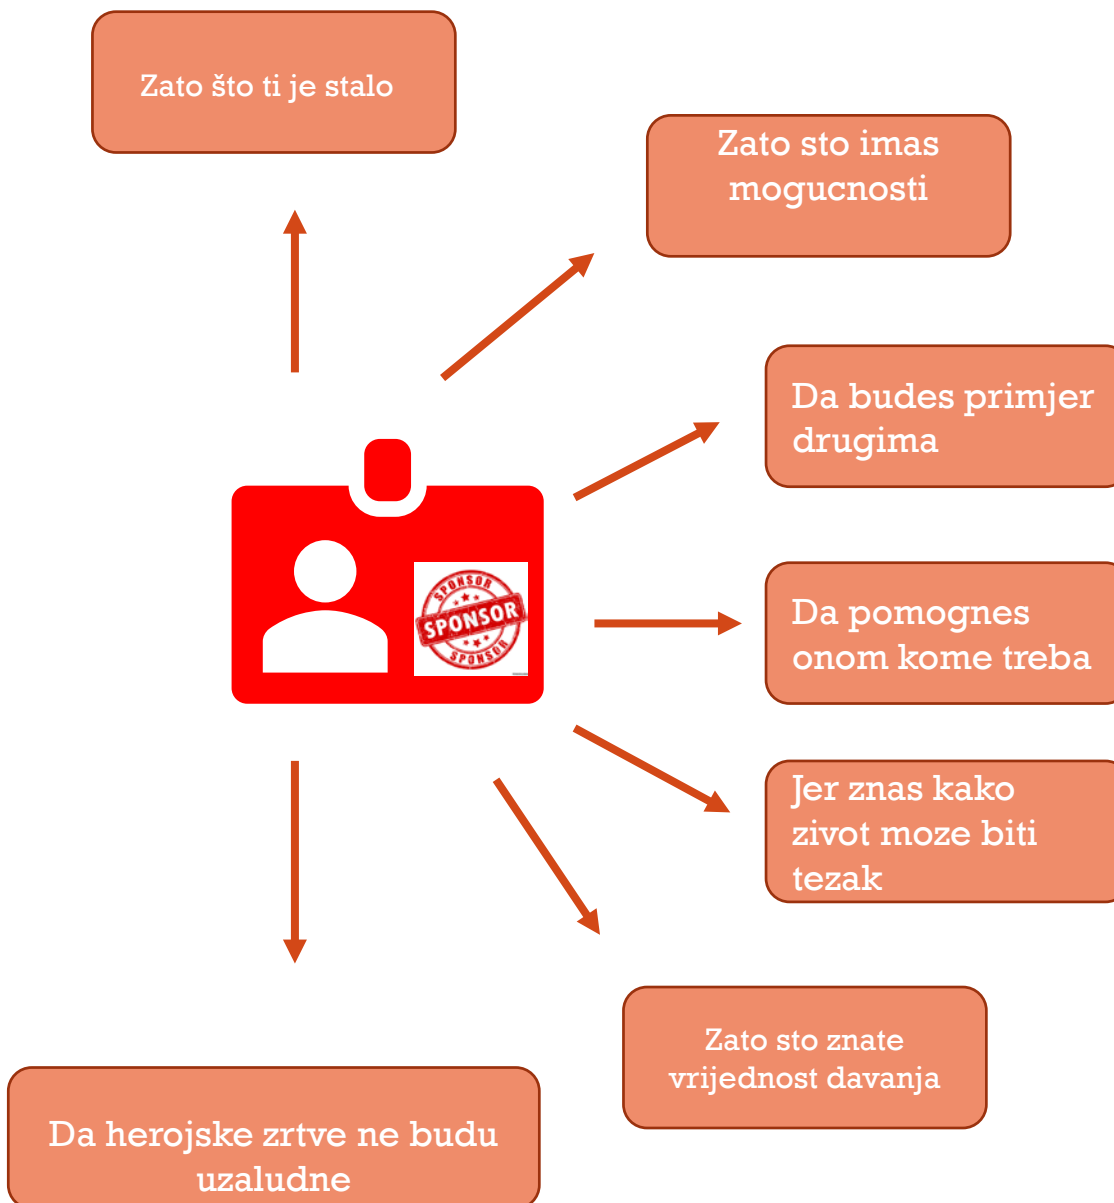 Zato što ti je stalo
Zato sto imas
mogucnosti
Da budes primjer
drugima
SPONSOR
SPONSOR
SPONSOR
Da pomognes
onom kome treba
Jer znas kako
zivot moze biti
tezak
Zato sto znate
vrijednost davanja
Da herojske zrtve ne budu
uzaludne